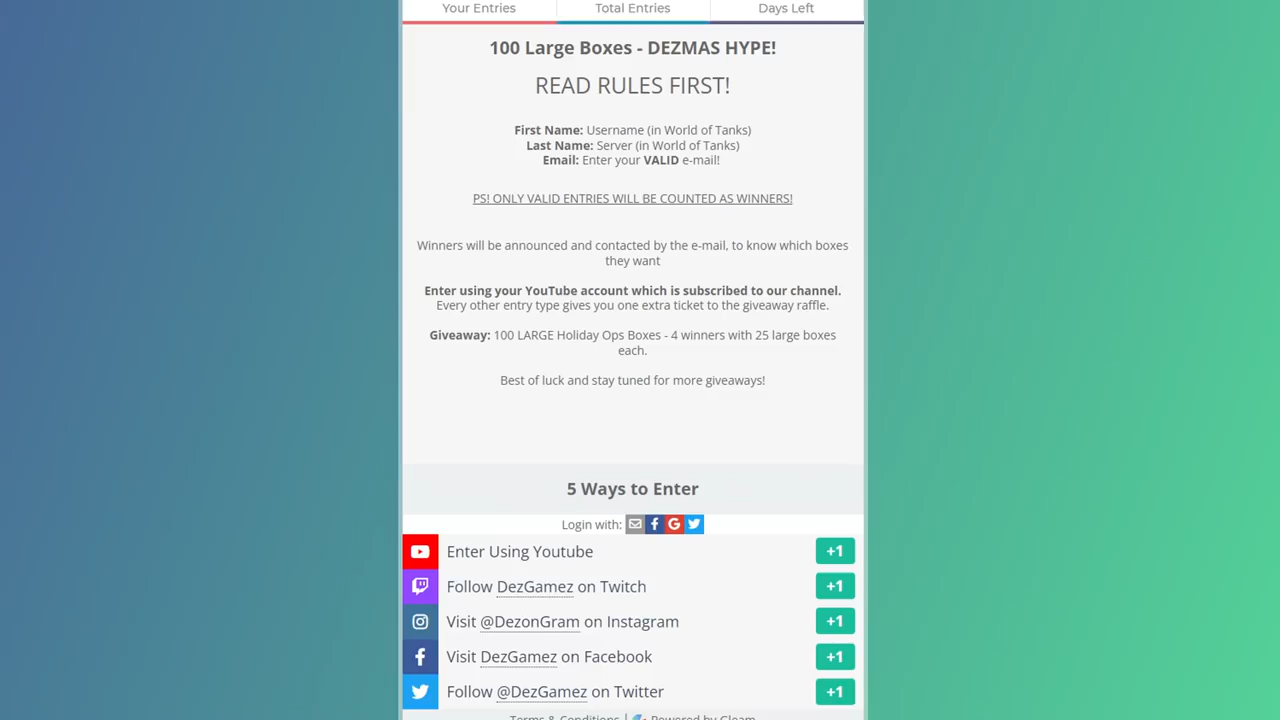 Your Entries
Total Entries
Days Left
100 Large Boxes - DEZMAS HYPE!
READ RULES FIRST!
First Name: Username (in World of Tanks)
Last Name: Server (in World of Tanks)
Email: Enter your VALID e-mail!
PS! ONLY VALID ENTRIES WILL BE COUNTED AS WINNERS!
Winners will be announced and contacted by the e-mail, to know which boxes
they want
Enter using your YouTube account which is subscribed to our channel.
Every other entry type gives you one extra ticket to the giveaway raffle.
Giveaway: 100 LARGE Holiday Ops Boxes - 4 winners with 25 large boxes
each.
Best of luck and stay tuned for more giveaways!
5 Ways to Enter
Login with:
Enter Using Youtube +1
Follow DezGamez on Twitch +1
Visit @DezonGram on Instagram +1
Visit DezGamez on Facebook +1
Follow @DezGamez on Twitter +1
Terms & Conditions | Powered by Gleam